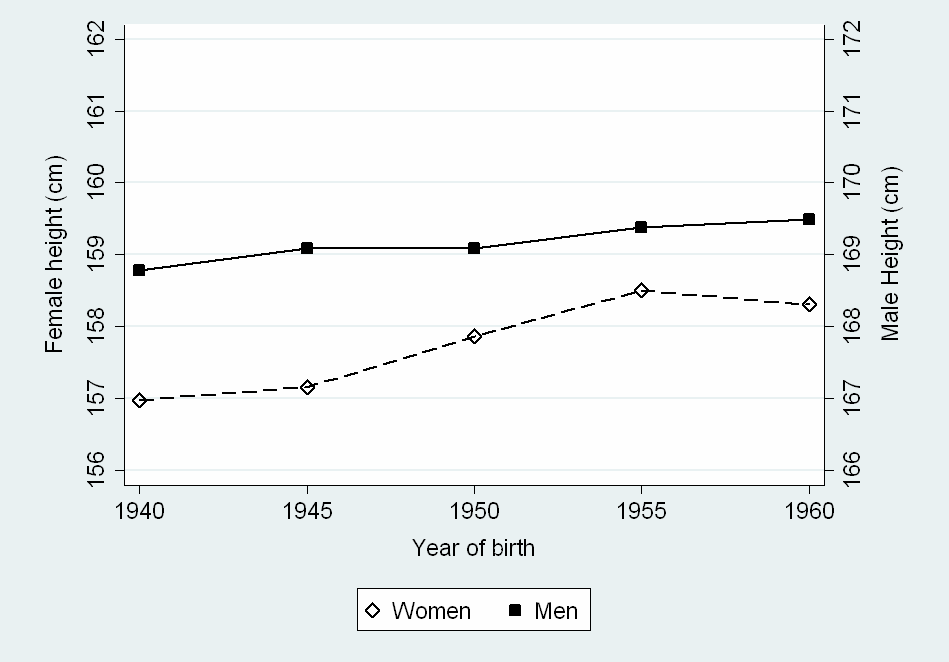 162
161
160
159
158
157
156
Female height (cm)
172
171
170
169
168
167
166
Male Height (cm)
1940 1945 1950 1955 1960
Year of birth
Women Men